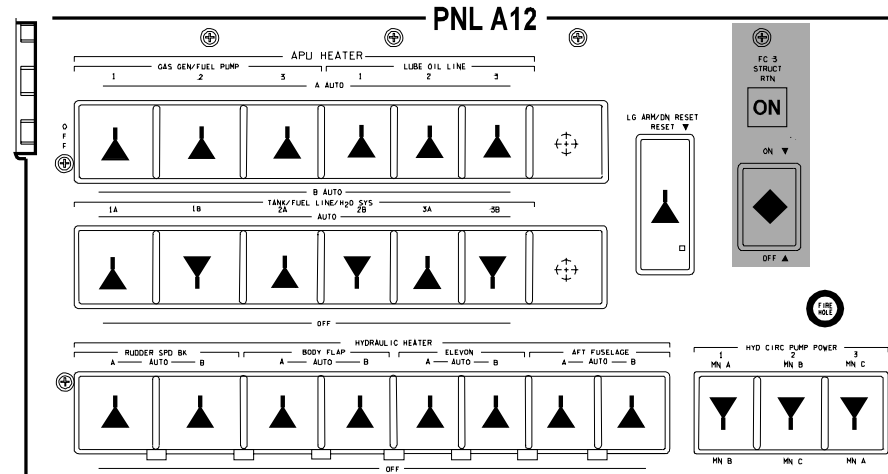 PNL A12
APU HEATER
GAS GEN/FUEL PUMP LUBE OIL LINE
1 2 3 1 2 3
A AUTO
OFF
B AUTO
TANK/FUEL LINE/H2O SYS
1A 1B 2A 2B 3A 3B
AUTO
OFF
LG ARM/DN RESET
RESET ▼
FC 3
STRUCT
RTN
ON
ON ▼
OFF ▲
FIRE
HOLE
HYDRAULIC HEATER
RUDDER SPD BK BODY FLAP ELEVON AFT FUSELAGE
A AUTO B A AUTO B A AUTO B A AUTO B
OFF
HYD CIRC PUMP POWER
1 2 3
MN A MN B MN C
MN B MN C MN A